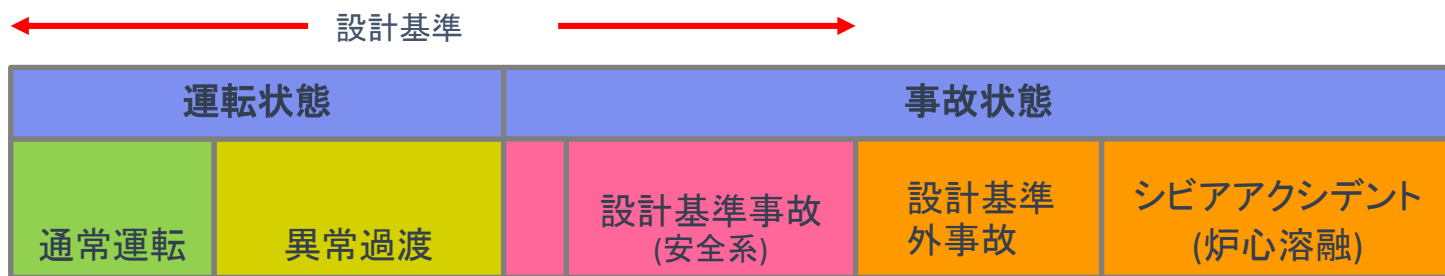 設計基準
運転状態
事故状態
通常運転
異常過渡
設計基準事故
(安全系)
設計基準
外事故
シビアアクシデント
(炉心溶融)